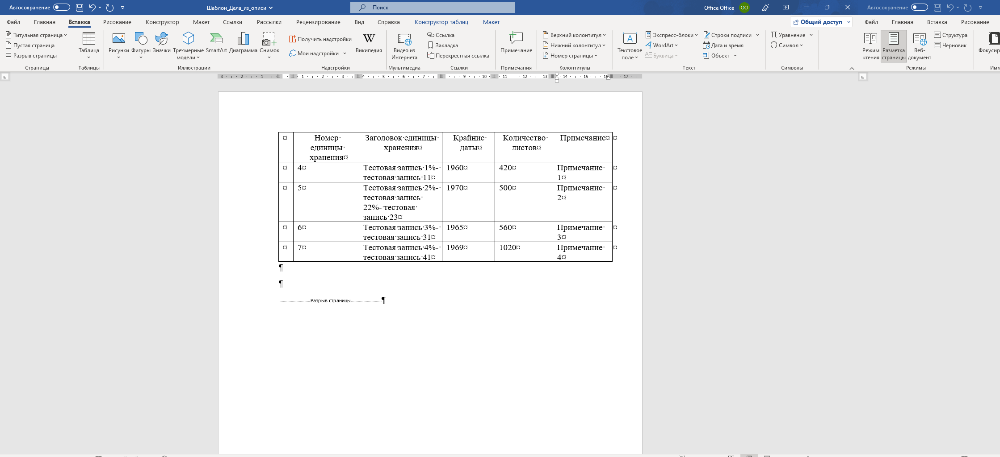 Автосохранение Шаблон_Дела_из_описи Поиск Office Office OO Автосохранение
Файл Главная Вставка Рисование Конструктор Макет Ссылки Рассылки Рецензирование Вид Справка Конструктор таблиц Макет Общий доступ Файл Главная Вставка Рисование
Титульная страница
Пустая страница
Разрыв страницы
Страницы
Таблица
Таблицы
Рисунки Фигуры Значки Трехмерные модели SmartArt Диаграмма Снимок
Иллюстрации
Получить надстройки
Мои надстройки
W Википедия
Надстройки
Видео из
Интернета
Мультимедиа
Ссылка
Закладка
Перекрестная ссылка
Ссылки
Примечание
Примечания
Верхний колонтитул
Нижний колонтитул
Номер страницы
Колонтитулы
Текстовое
поле
Экспресс-блоки
WordArt
Буквица
Строки подписи
Дата и время
Объект
Текст
Уравнение
Символ
Символы
Режим
чтения
Разметка
страницы
Веб-
документ
Структура
Черновик
Режимы
Фокусир
Имм
3 2 1 1 2 3 4 5 6 7 9 10 11 12 13 14 15 16 17
¤ Номер·
единицы·
хранения¤
Заголовок·единицы·
хранения¤
Крайние·
даты¤
Количество·
листов¤
Примечание¤ ¤
¤ 4¤ Тестовая·запись·1%-· 1960¤ 420¤ Примечание· ¤
тестовая·запись·11¤ 1¤
¤ 5¤ Тестовая·запись·2%-· 1970¤ 500¤ Примечание· ¤
тестовая·запись· 2¤
22%-·тестовая·
запись·23¤
¤ 6¤ Тестовая·запись·3%-· 1965¤ 560¤ Примечание· ¤
тестовая·запись·31¤ 3¤
¤ 7¤ Тестовая·запись·4%-· 1969¤ 1020¤ Примечание· ¤
тестовая·запись·41¤ 4¤
¶
¶
Разрыв страницы¶